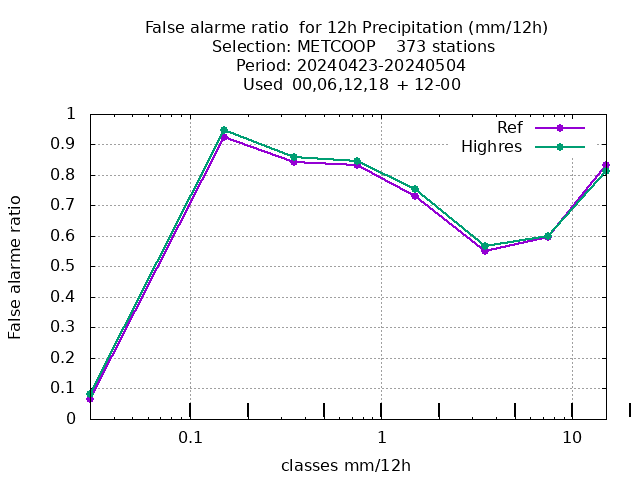 False alarme ratio  for 12h Precipitation (mm/12h)
Selection: METCOOP    373 stations
Period: 20240423-20240504
Used  00,06,12,18  + 12-00
Ref
Highres
1
0.9
0.8
0.7
0.6
0.5
0.4
0.3
0.2
0.1
0
False alarme ratio
0.1 1 10
classes mm/12h